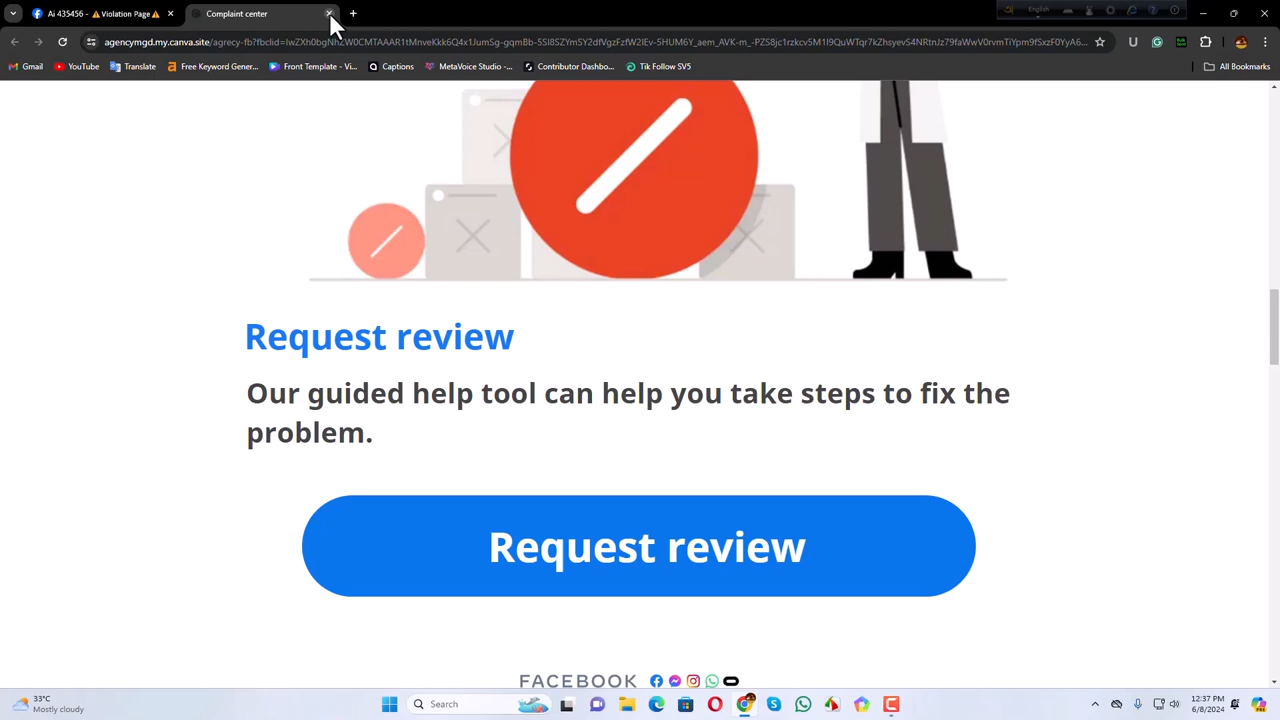 Ai 435456 - ⚠Violation Page⚠
Complaint center
English
agencymgd.my.canva.site
Gmail
YouTube
Translate
Free Keyword Gener...
Front Template - Vi...
Captions
MetaVoice Studio -...
Contributor Dashbo...
Tik Follow SV5
All Bookmarks
Request review
Our guided help tool can help you take steps to fix the
problem.
Request review
FACEBOOK
33°C
Mostly cloudy
Search
12:37 PM
6/8/2024